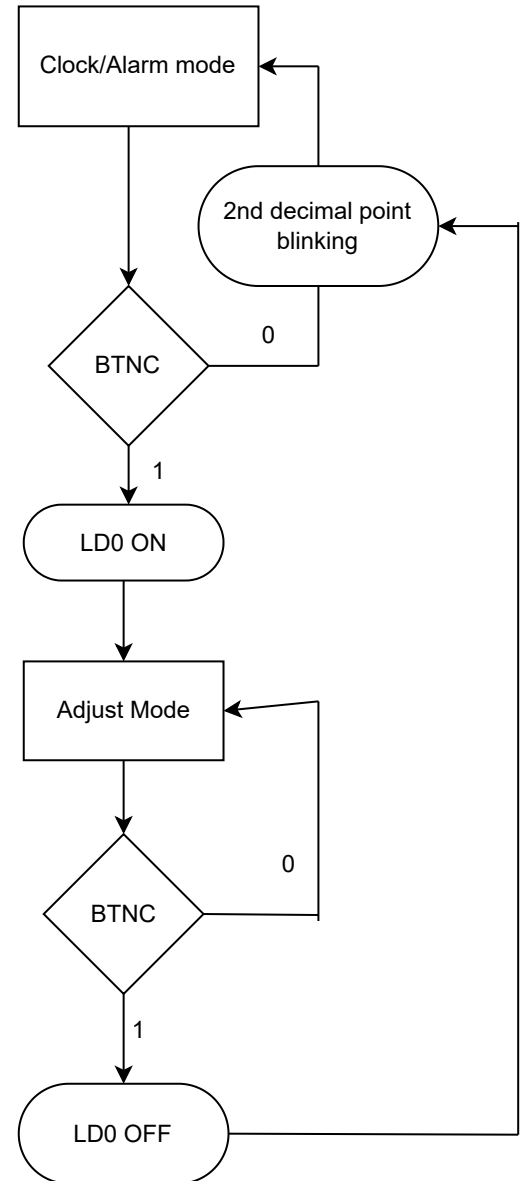 Clock/Alarm mode
2nd decimal point
blinking
0
BTNC
1
LD0 ON
Adjust Mode
0
BTNC
1
LD0 OFF